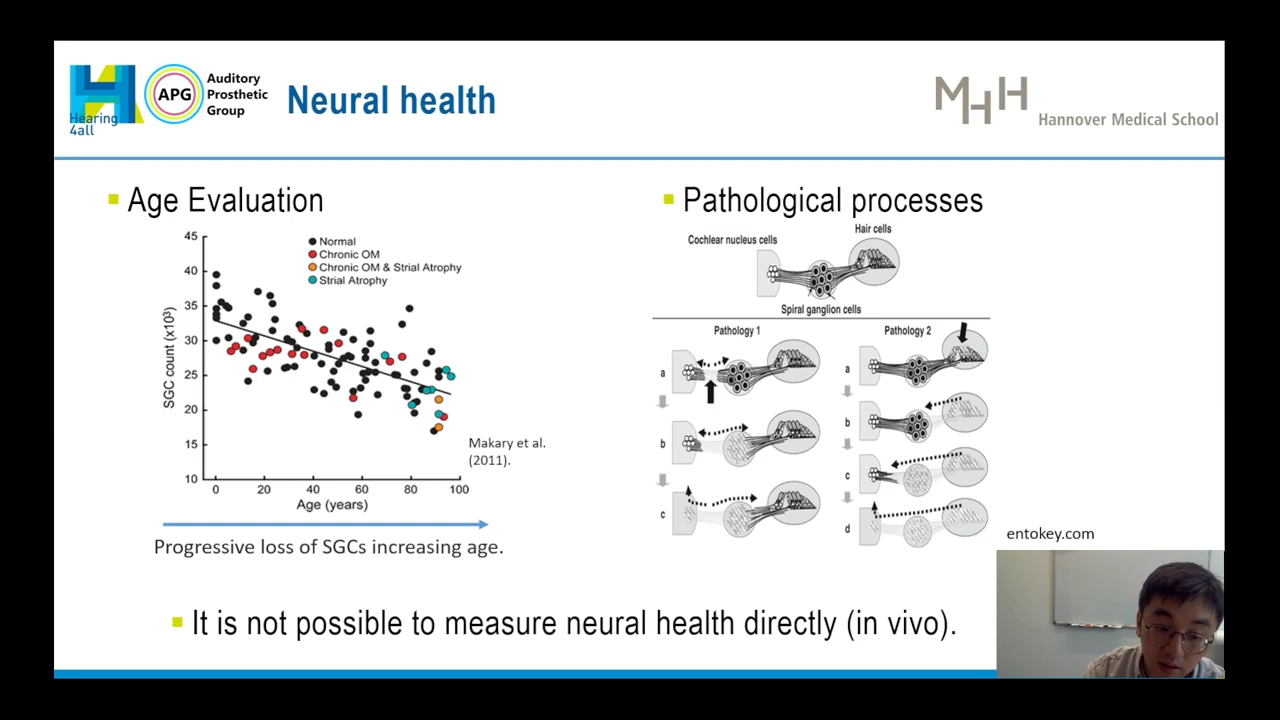 Hearing
4all
APG
Auditory
Prosthetic
Group
Neural health
MHH
Hannover Medical School
Age Evaluation
45
40
35
30
25
20
15
10
SGC count (x10³)
Normal
Chronic OM
Chronic OM & Strial Atrophy
Strial Atrophy
0
20
40
60
80
100
Age (years)
Makary et al.
(2011).
Progressive loss of SGCs increasing age.
Pathological processes
Hair cells
Cochlear nucleus cells
Spiral ganglion cells
Pathology 1
a
b
c
Pathology 2
a
b
c
d
entokey.com
It is not possible to measure neural health directly (in vivo).